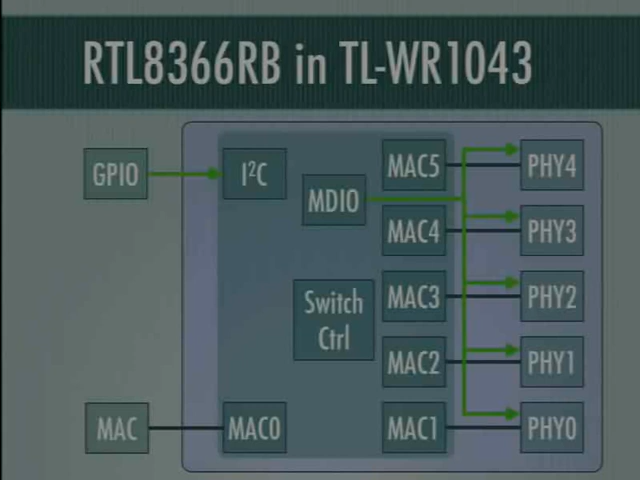 RTL8366RB in TL-WR1043
GPIO
I²C
MDIO
MAC5
PHY4
MAC4
PHY3
Switch
Ctrl
MAC3
PHY2
MAC2
PHY1
MAC
MAC0
MAC1
PHY0